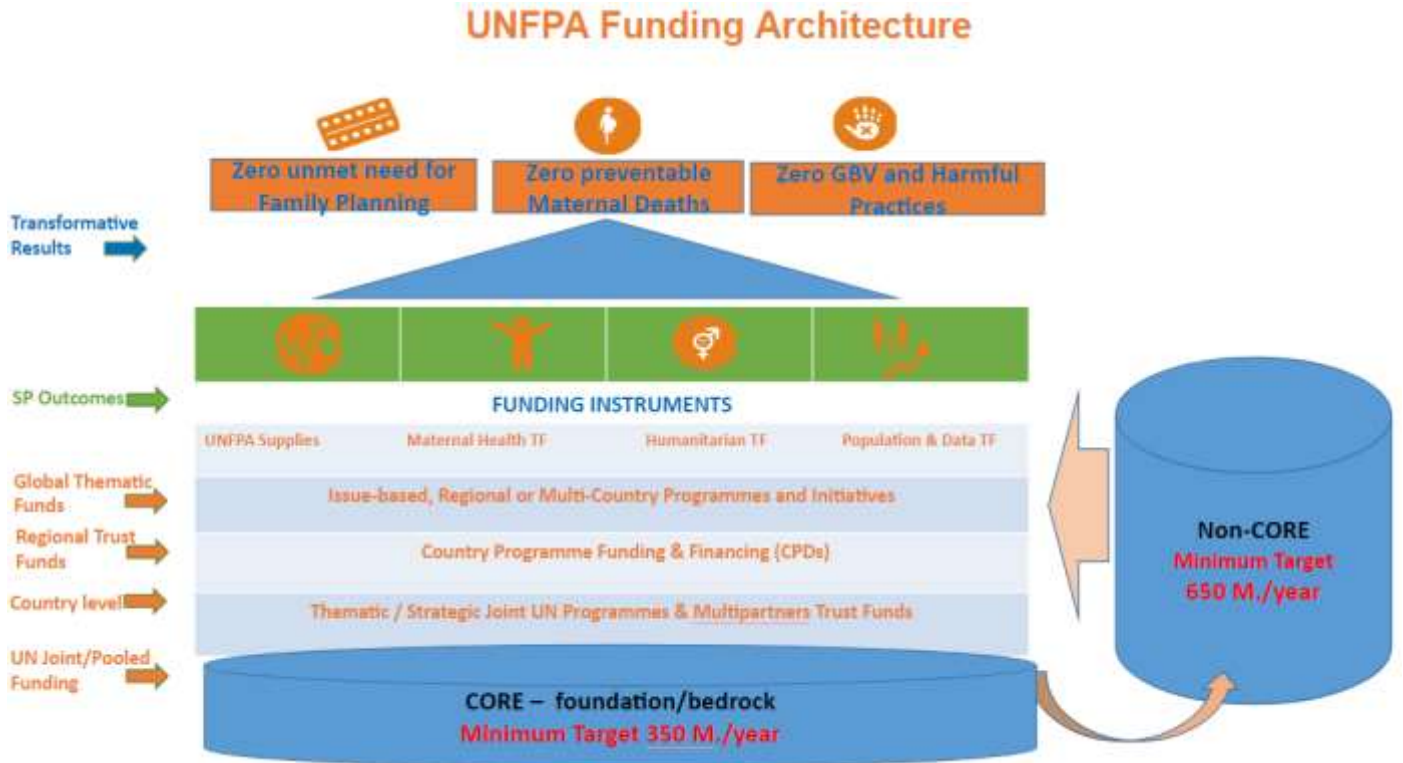 UNFPA Funding Architecture
Zero unmet need for
Family Planning
Zero preventable
Maternal Deaths
Zero GBV and Harmful
Practices
Transformative
Results
SP Outcomes
FUNDING INSTRUMENTS
UNFPA Supplies
Maternal Health TF
Humanitarian TF
Population & Data TF
Global Thematic
Funds
Issue-based, Regional or Multi-Country Programmes and Initiatives
Regional Trust
Funds
Country Programme Funding & Financing (CPDs)
Country level
Thematic / Strategic Joint UN Programmes & Multipartners Trust Funds
UN Joint/Pooled
Funding
CORE – foundation/bedrock
Minimum Target 350 M./year
Non-CORE
Minimum Target
650 M./year